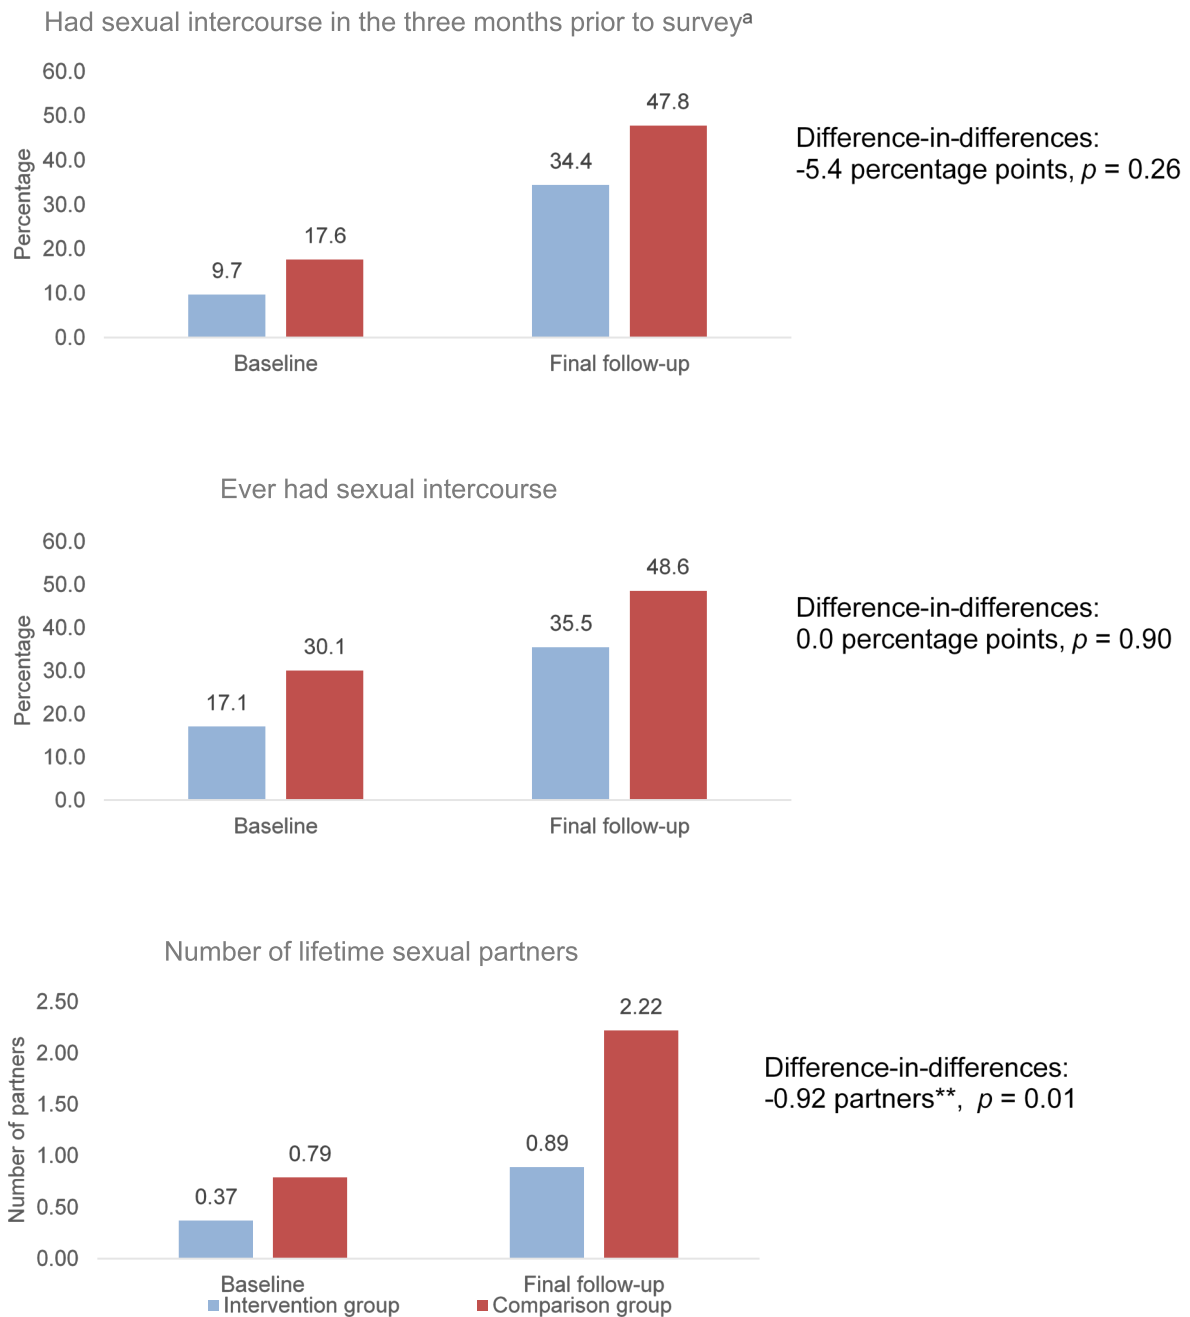 Had sexual intercourse in the three months prior to surveyª
60.0
50.0
40.0
30.0
20.0
10.0
0.0
Percentage
9.7
17.6
34.4
47.8
Baseline
Final follow-up
Difference-in-differences:
-5.4 percentage points, p = 0.26
Ever had sexual intercourse
60.0
50.0
40.0
30.0
20.0
10.0
0.0
Percentage
17.1
30.1
35.5
48.6
Baseline
Final follow-up
Difference-in-differences:
0.0 percentage points, p = 0.90
Number of lifetime sexual partners
2.50
2.00
1.50
1.00
0.50
0.00
Number of partners
0.37
0.79
0.89
2.22
Baseline
Final follow-up
Difference-in-differences:
-0.92 partners**, p = 0.01
Intervention group
Comparison group